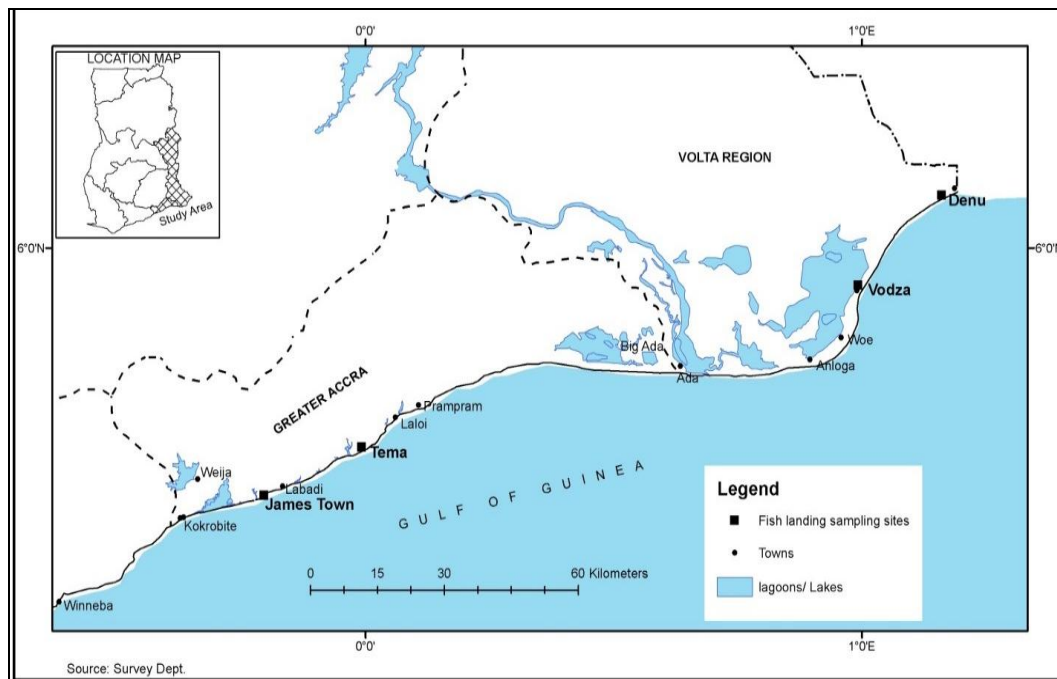 0°0'
1°0'E
LOCATION MAP
Study Area
VOLTA REGION
Denu
6°0'N
6°0'N
Vodza
Woe
Big Ada
Anloga
Ada
GREATER ACCRA
Prampram
Laloi
Tema
Weija
Labadi
James Town
Kokrobite
GULF OF GUINEA
Legend
Fish landing sampling sites
Towns
lagoons/ Lakes
0 15 30 60 Kilometers
Winneba
0°0'
1°0'E
Source: Survey Dept.